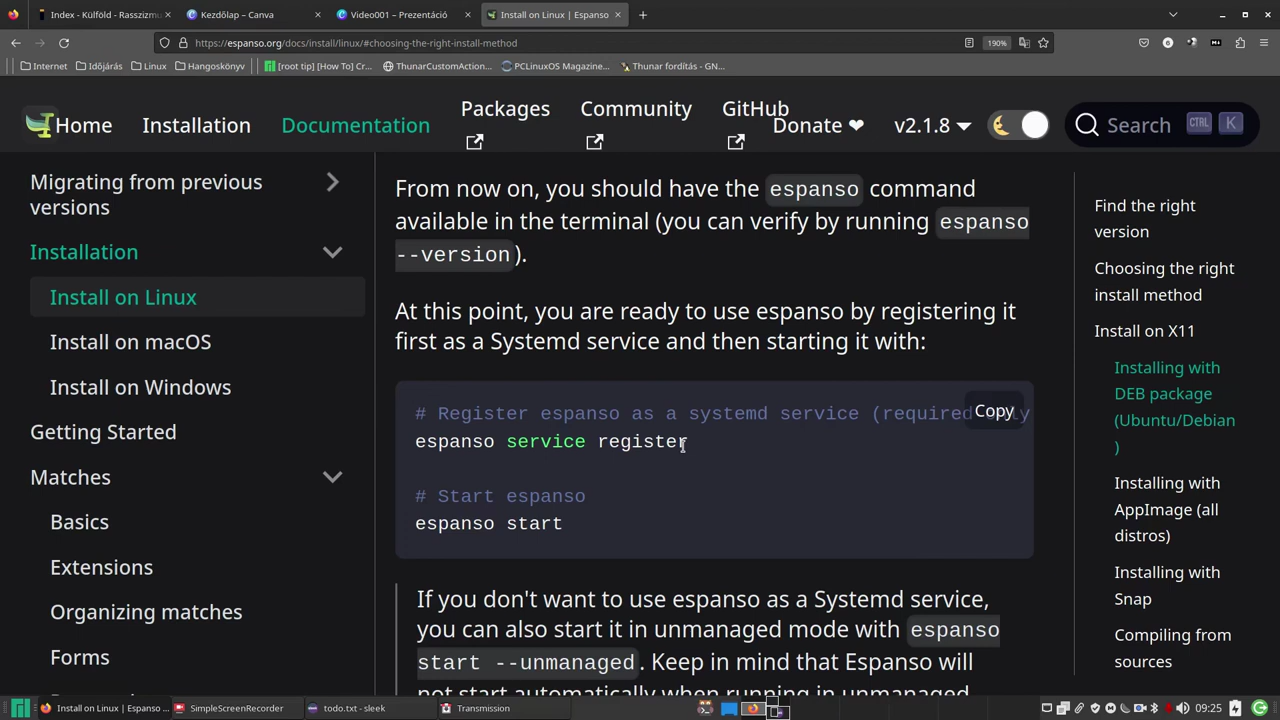 Index - Külföld - Rasszizmu
Kezdőlap – Canva
Video001 – Prezentáció
Install on Linux | Espanso
https://espanso.org/docs/install/linux/#choosing-the-right-install-method
190%
Internet
Időjárás
Linux
Hangoskönyv
[root tip] [How To] Cr...
ThunarCustomAction...
PCLinuxOS Magazine...
Thunar fordítás - GN...
Home
Installation
Documentation
Packages
Community
GitHub
Donate ❤
v2.1.8
Search
CTRL
K
Migrating from previous
versions
Installation
Install on Linux
Install on macOS
Install on Windows
Getting Started
Matches
Basics
Extensions
Organizing matches
Forms
From now on, you should have the espanso command
available in the terminal (you can verify by running espanso
--version).
At this point, you are ready to use espanso by registering it
first as a Systemd service and then starting it with:
# Register espanso as a systemd service (required
Copy
espanso service register
# Start espanso
espanso start
If you don't want to use espanso as a Systemd service,
you can also start it in unmanaged mode with espanso
start --unmanaged. Keep in mind that Espanso will
not start automatically when running in unmanaged
Find the right
version
Choosing the right
install method
Install on X11
Installing with
DEB package
(Ubuntu/Debian
)
Installing with
AppImage (all
distros)
Installing with
Snap
Compiling from
sources
Install on Linux | Espanso ...
SimpleScreenRecorder
todo.txt - sleek
Transmission
09:25